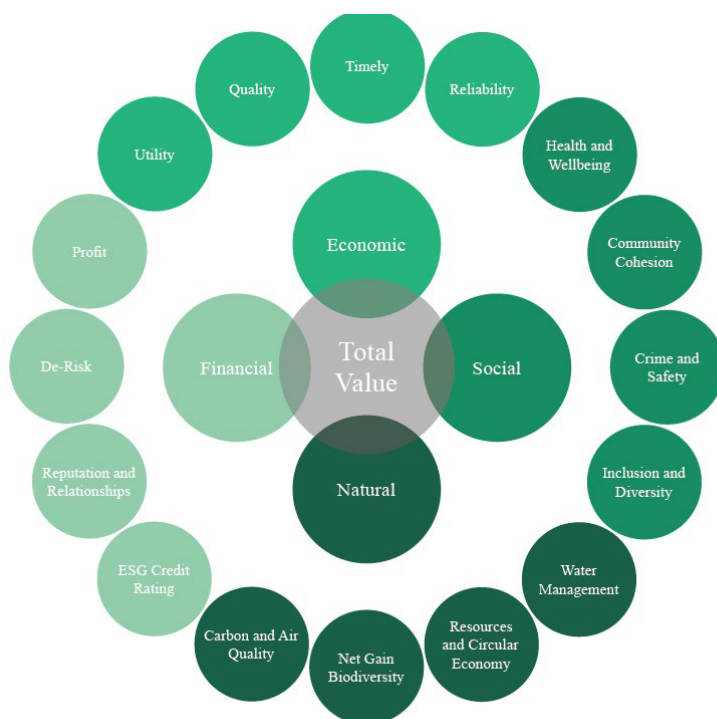 Timely
Quality
Reliability
Utility
Health and
Wellbeing
Profit
Economic
Community
Cohesion
De-Risk
Financial
Total
Value
Social
Crime and
Safety
Reputation and
Relationships
Natural
Inclusion and
Diversity
ESG Credit
Rating
Water
Management
Carbon and Air
Quality
Net Gain
Biodiversity
Resources
and Circular
Economy